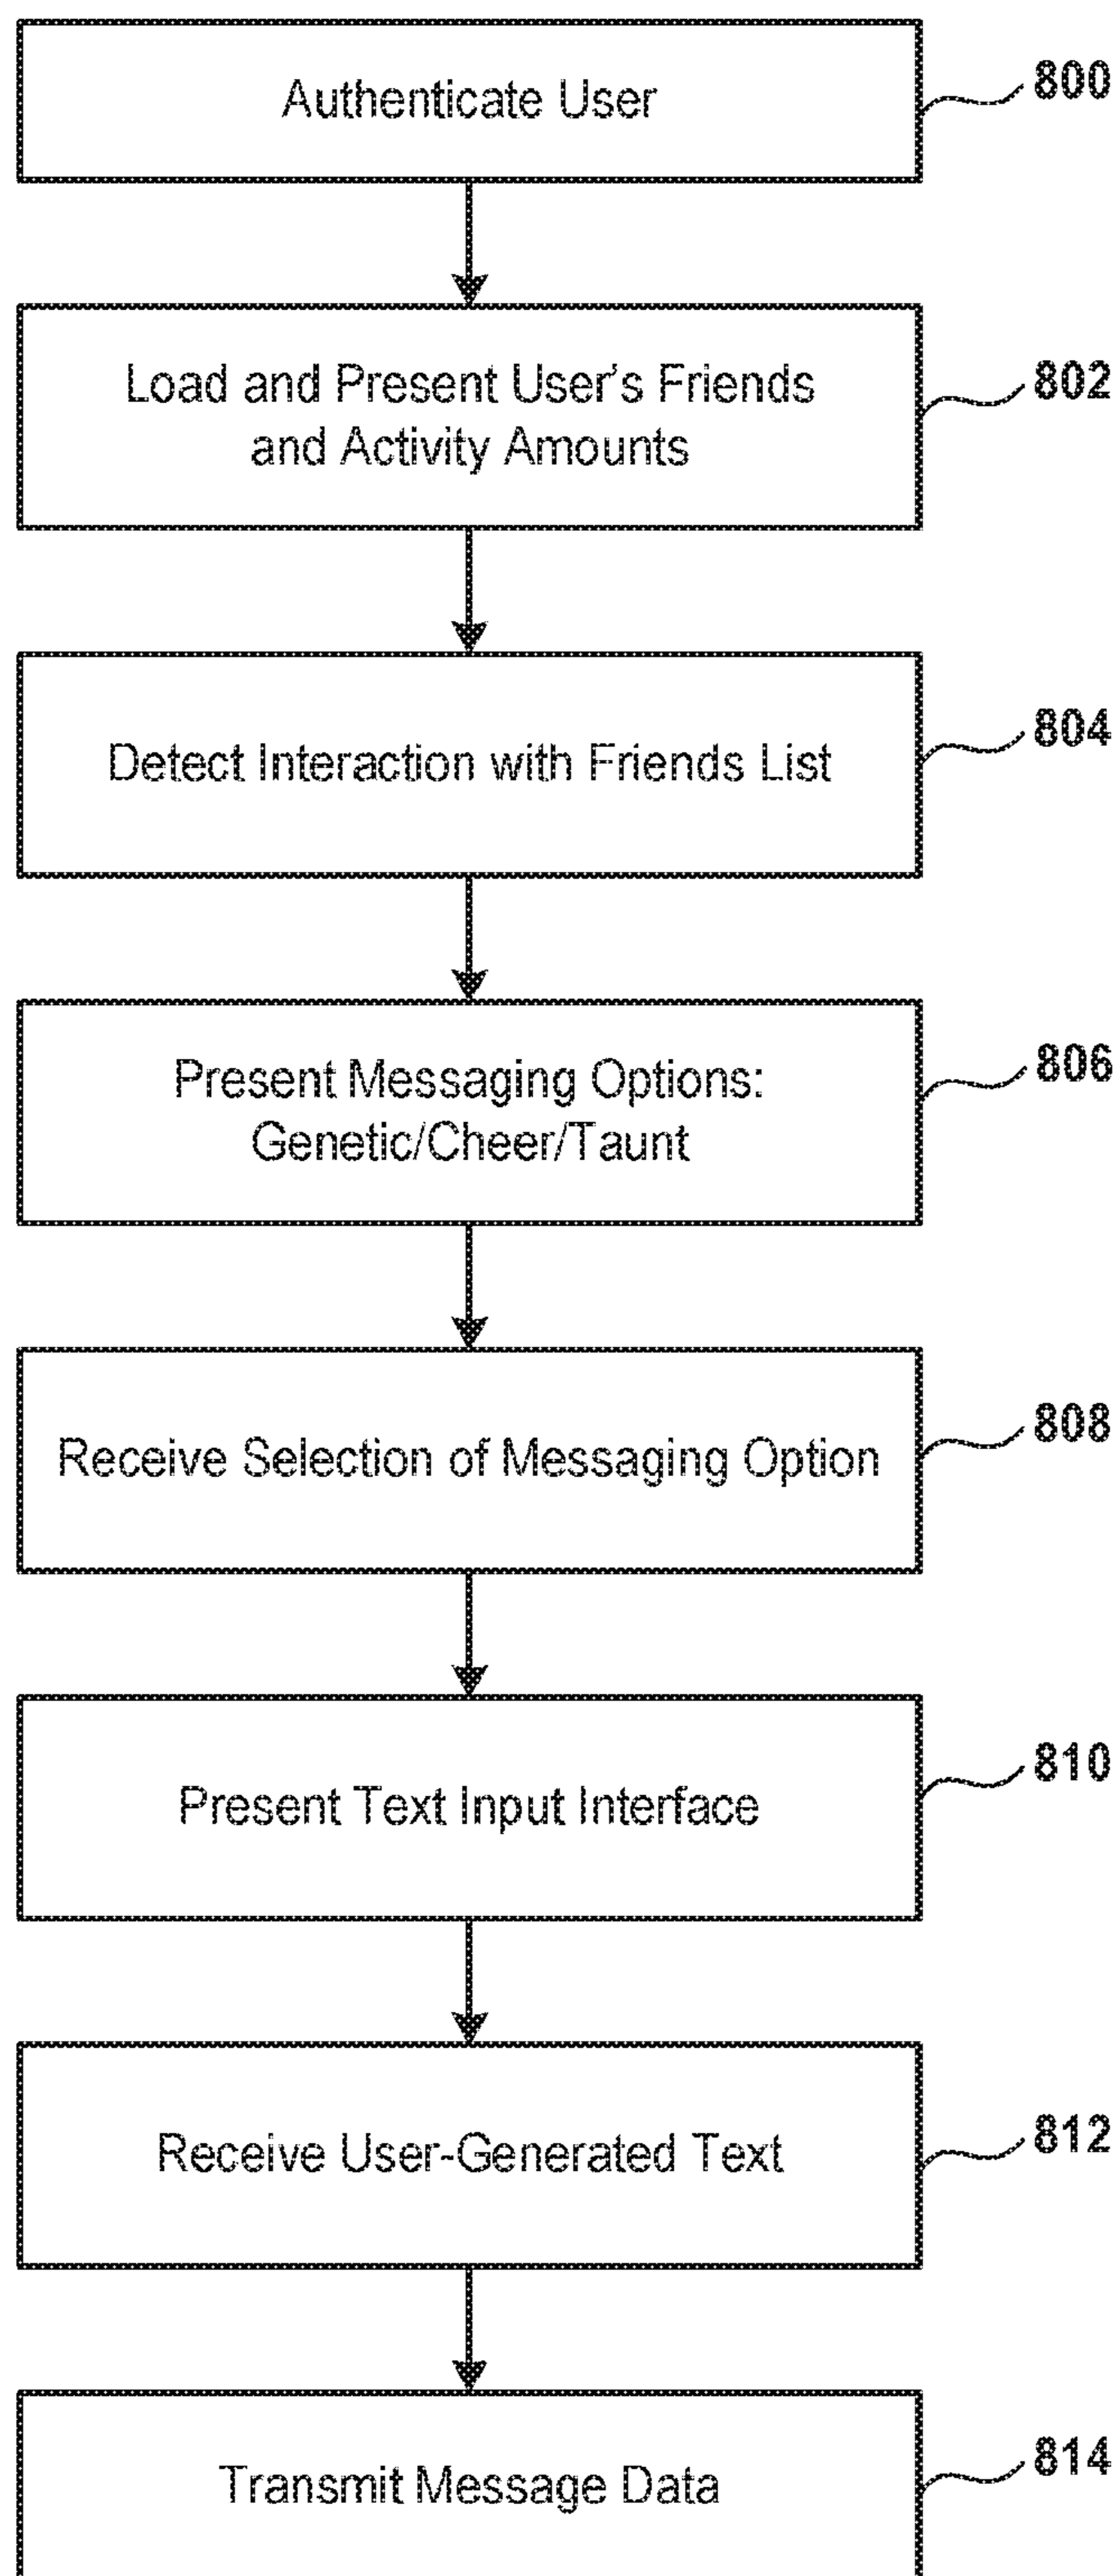 Authenticate User
800
Load and Present User's Friends
and Activity Amounts
802
Detect Interaction with Friends List
804
Present Messaging Options:
Genetic/Cheer/Taunt
806
Receive Selection of Messaging Option
808
Present Text Input Interface
810
Receive User-Generated Text
812
Transmit Message Data
814